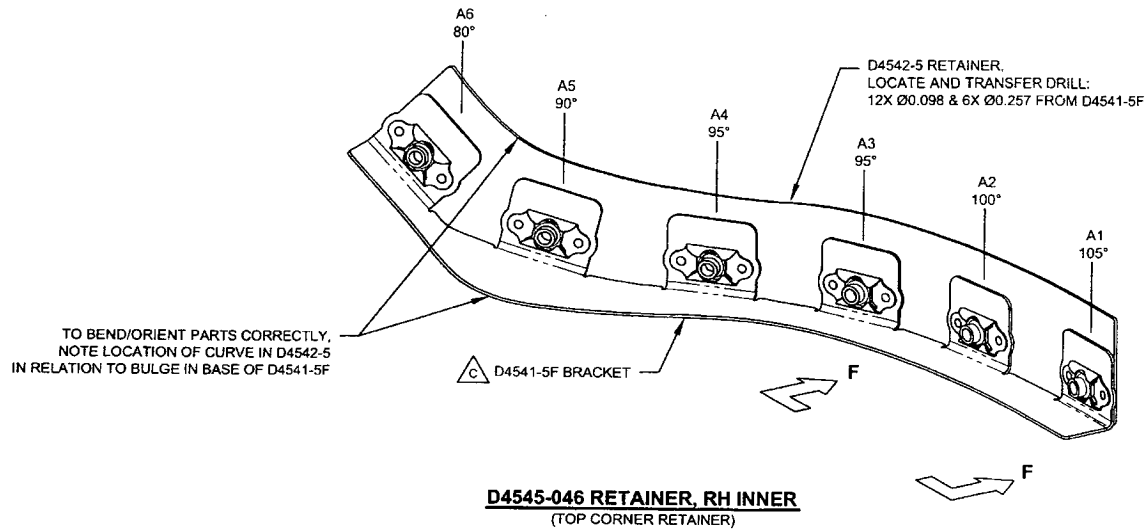 A6
80°
A5
90°
A4
95°
A3
95°
A2
100°
A1
105°
D4542-5 RETAINER,
LOCATE AND TRANSFER DRILL:
12X Ø0.098 & 6X Ø0.257 FROM D4541-5F
TO BEND/ORIENT PARTS CORRECTLY,
NOTE LOCATION OF CURVE IN D4542-5
IN RELATION TO BULGE IN BASE OF D4541-5F
C D4541-5F BRACKET
F
F
D4545-046 RETAINER, RH INNER
(TOP CORNER RETAINER)